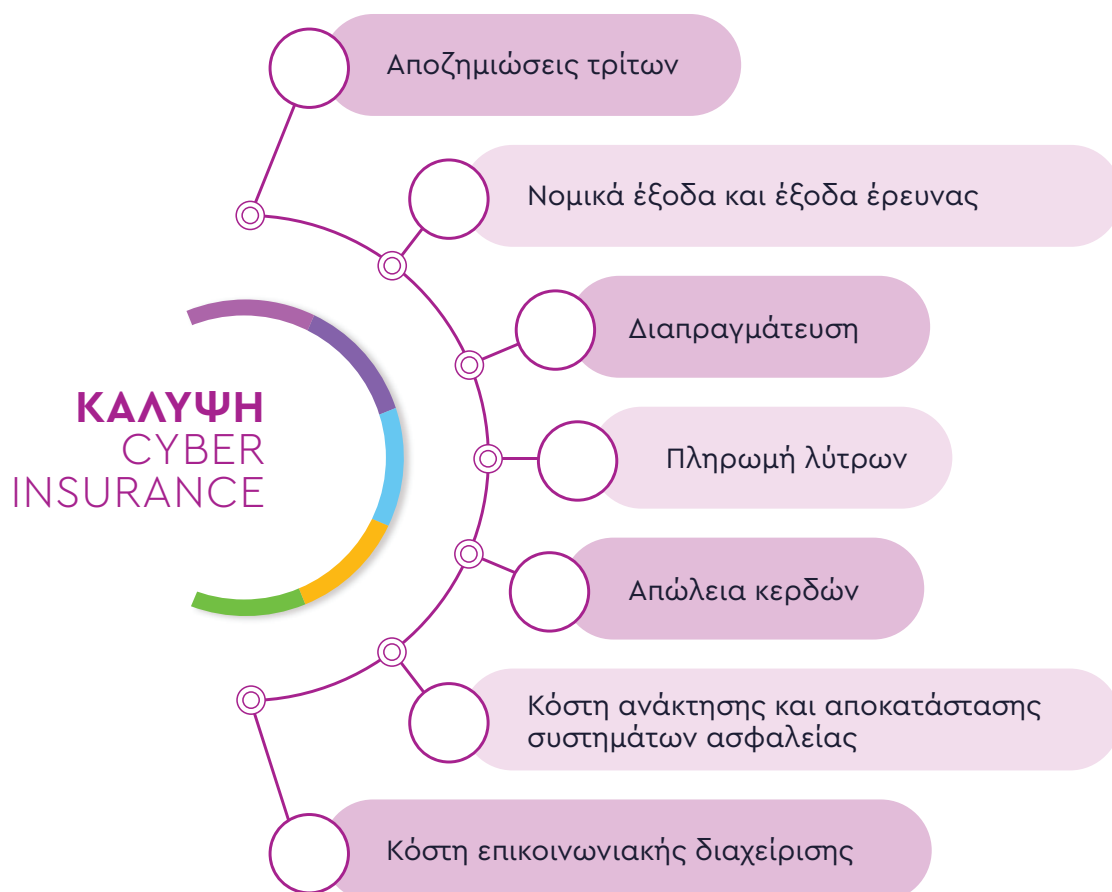 Αποζημιώσεις τρίτων
Νομικά έξοδα και έξοδα έρευνας
Διαπραγμάτευση
ΚΑΛΥΨΗ
CYBER
INSURANCE
Πληρωμή λύτρων
Απώλεια κερδών
Κόστη ανάκτησης και αποκατάστασης
συστημάτων ασφαλείας
Κόστη επικοινωνιακής διαχείρισης